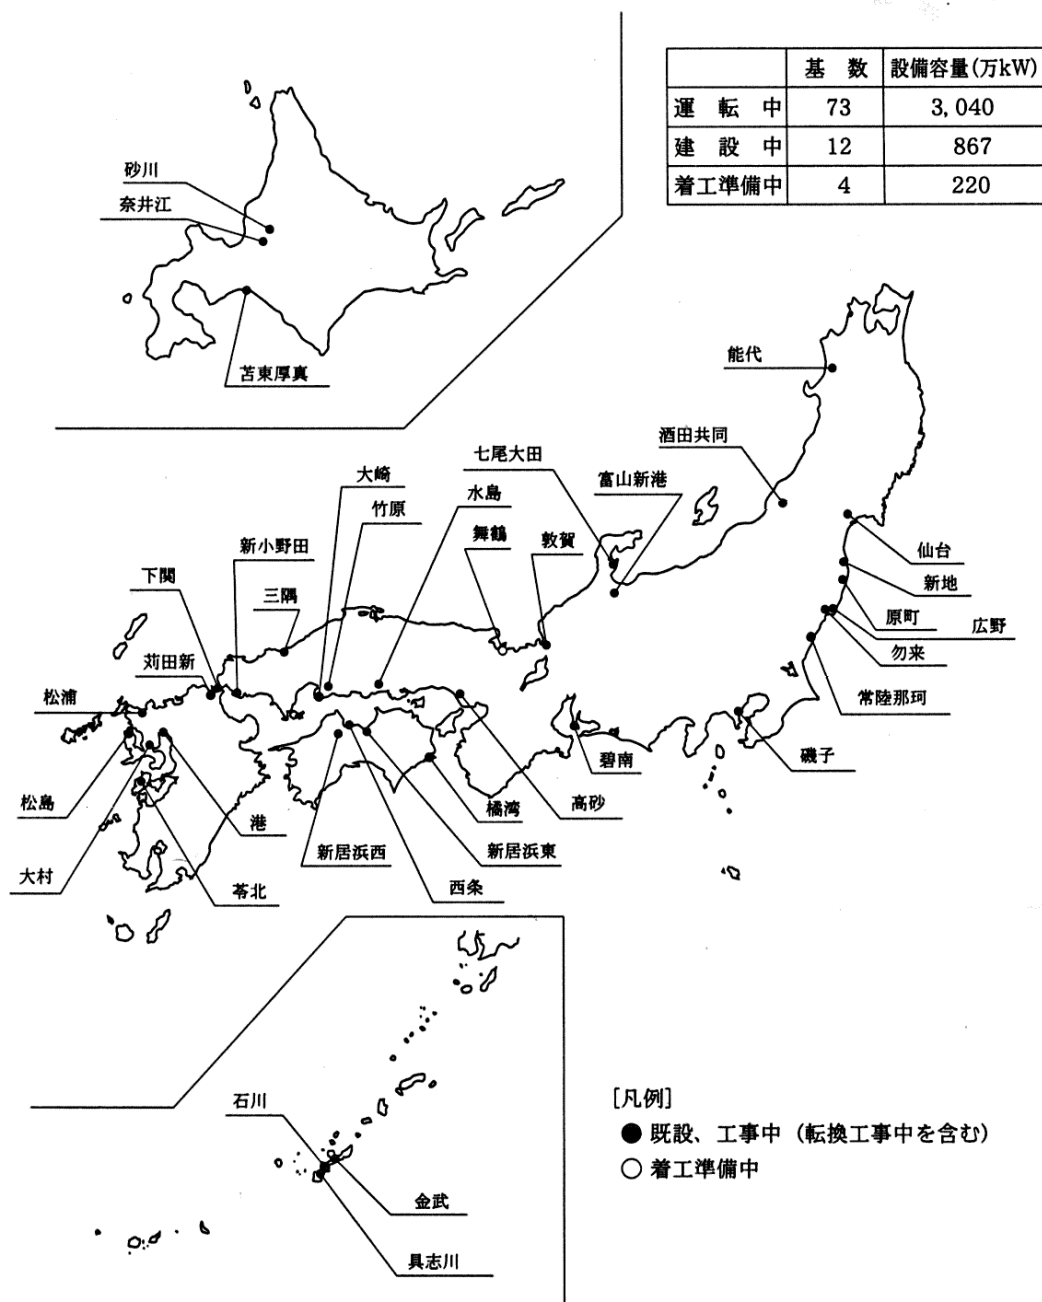 基 数 設備容量(万kW)
運 転 中 73 3,040
建 設 中 12 867
着工準備中 4 220
砂川
奈井江
苫東厚真
能代
酒田共同
七尾大田
富山新港
大崎
水島
竹原
舞鶴
敦賀
新小野田
下関
三隅
仙台
新地
原町
広野
勿来
常陸那珂
苅田新
松浦
磯子
碧南
松島
港
橘湾
高砂
新居浜西
新居浜東
大村
苓北
西条
石川
金武
具志川
[凡例]
● 既設、工事中（転換工事中を含む）
○ 着工準備中